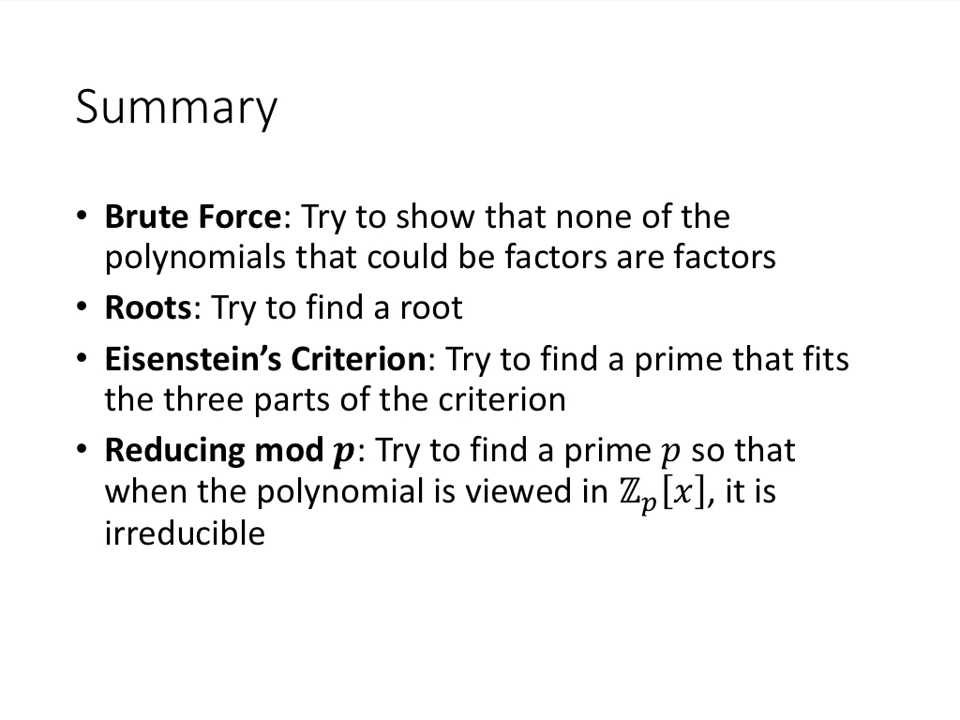 Summary
• Brute Force: Try to show that none of the
polynomials that could be factors are factors
• Roots: Try to find a root
• Eisenstein’s Criterion: Try to find a prime that fits
the three parts of the criterion
• Reducing mod 𝒑: Try to find a prime 𝑝 so that
when the polynomial is viewed in ℤ𝑝[𝑥], it is
irreducible